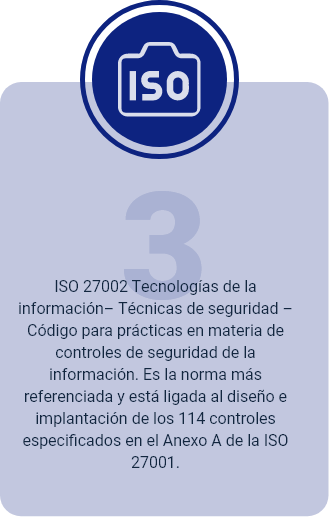 ISO
3
ISO 27002 Tecnologías de la
información– Técnicas de seguridad –
Código para prácticas en materia de
controles de seguridad de la
información. Es la norma más
referenciada y está ligada al diseño e
implantación de los 114 controles
especificados en el Anexo A de la ISO
27001.